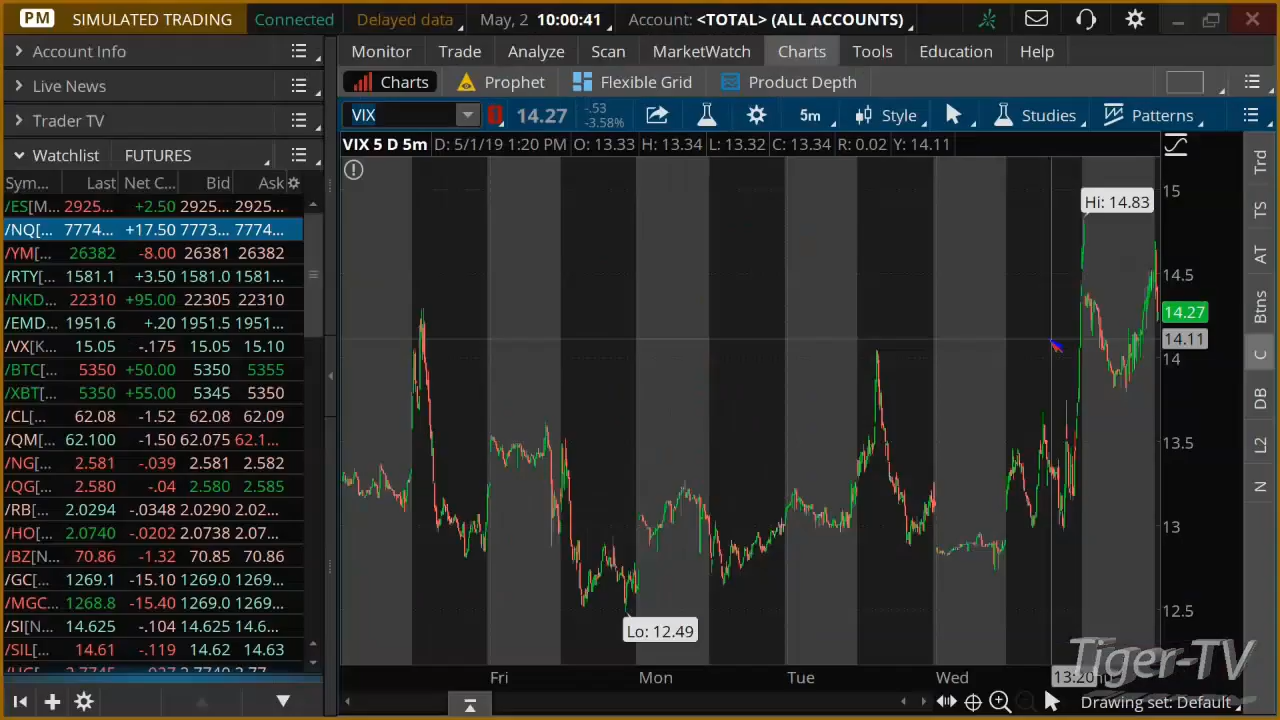 PM SIMULATED TRADING Connected Delayed data May, 2 10:00:41 Account: <TOTAL> (ALL ACCOUNTS)
Account Info
Live News
Trader TV
Watchlist FUTURES
Sym... Last Net C... Bid Ask
/ES[M... 2925... +2.50 2925... 2925...
/NQ[... 7774... +17.50 7773... 7774...
/YM[... 26382 -8.00 26381 26382
/RTY[... 1581.1 +3.50 1581.0 1581...
/NKD... 22310 +95.00 22305 22310
/EMD... 1951.6 +.20 1951.5 1951...
/VX[K... 15.05 -.175 15.05 15.10
/BTC[... 5350 +50.00 5350 5355
/XBT[... 5350 +55.00 5345 5350
/CL[... 62.08 -1.52 62.08 62.09
/QM[... 62.100 -1.50 62.075 62.1...
/NG[... 2.581 -.039 2.581 2.582
/QG[... 2.580 -.04 2.580 2.585
/RB[... 2.0294 -.0348 2.0290 2.02...
/HO[... 2.0740 -.0202 2.0738 2.07...
/BZ[N... 70.86 -1.32 70.85 70.86
/GC[... 1269.1 -15.10 1269.0 1269...
/MGC... 1268.8 -15.40 1269.0 1269...
/SI[N... 14.625 -.104 14.625 14.6...
/SIL[... 14.61 -.119 14.62 14.63
Monitor Trade Analyze Scan MarketWatch Charts Tools Education Help
Charts Prophet Flexible Grid Product Depth
VIX 14.27 -.53 -3.58% 5m Style Studies Patterns
VIX 5 D 5m D: 5/1/19 1:20 PM O: 13.33 H: 13.34 L: 13.32 C: 13.34 R: 0.02 Y: 14.11
Hi: 14.83
Lo: 12.49
15
14.5
14.27
14.11
14
13.5
13
12.5
Fri Mon Tue Wed 13:20
Trd
TS
AT
Btns
C
DB
L2
N
Tiger-TV
Drawing set: Default